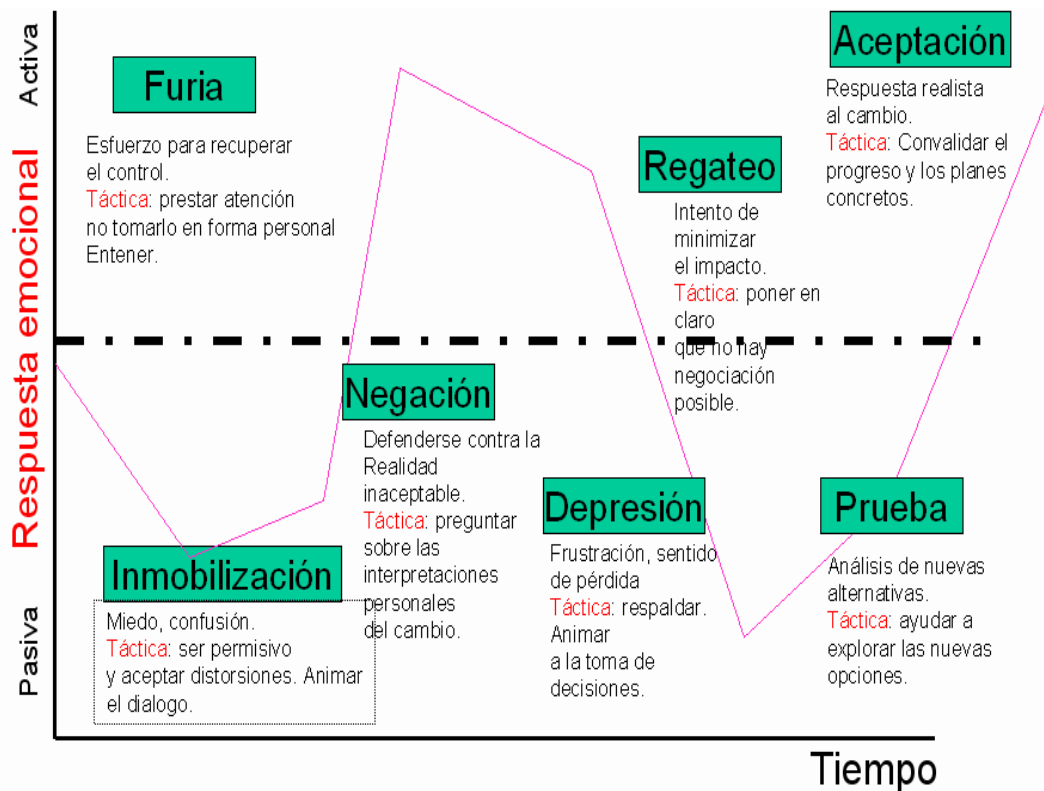 Activa
Respuesta emocional
Pasiva
Furia
Esfuerzo para recuperar
el control.
Táctica: prestar atención
no tomarlo en forma personal
Entener.
Inmobilización
Miedo, confusión.
Táctica: ser permisivo
y aceptar distorsiones. Animar
el dialogo.
Negación
Defenderse contra la
Realidad
inaceptable.
Táctica: preguntar
sobre las
interpretaciones
personales
del cambio.
Regateo
Intento de
minimizar
el impacto.
Táctica: poner en
claro
que no hay
negociación
posible.
Depresión
Frustración, sentido
de pérdida
Táctica: respaldar.
Animar
a la toma de
decisiones.
Aceptación
Respuesta realista
al cambio.
Táctica: Convalidar el
progreso y los planes
concretos.
Prueba
Análisis de nuevas
alternativas.
Táctica: ayudar a
explorar las nuevas
opciones.
Tiempo